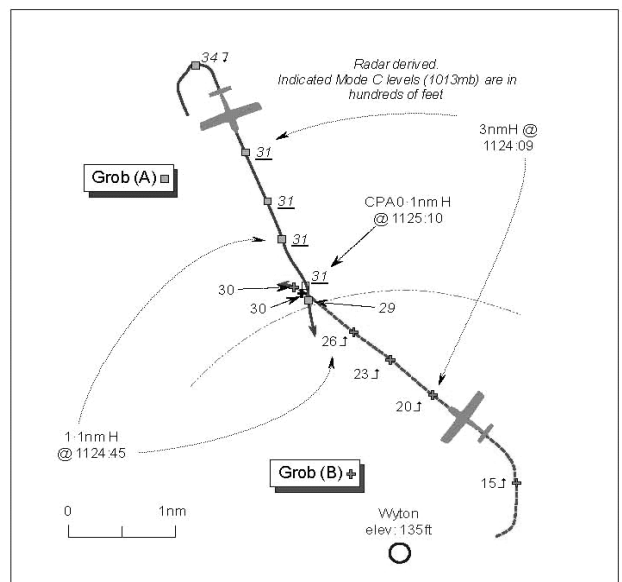 34↴
Radar derived.
Indicated Mode C levels (1013mb) are in
hundreds of feet
3nmH @
1124:09
31
Grob (A)
31
CPA 0·1nm H
@ 1125:10
31
31
30
30
29
26↑
23↑
20↑
1·1nm H
@ 1124:45
Grob (B)
15↑
0
1nm
Wyton
elev: 135ft